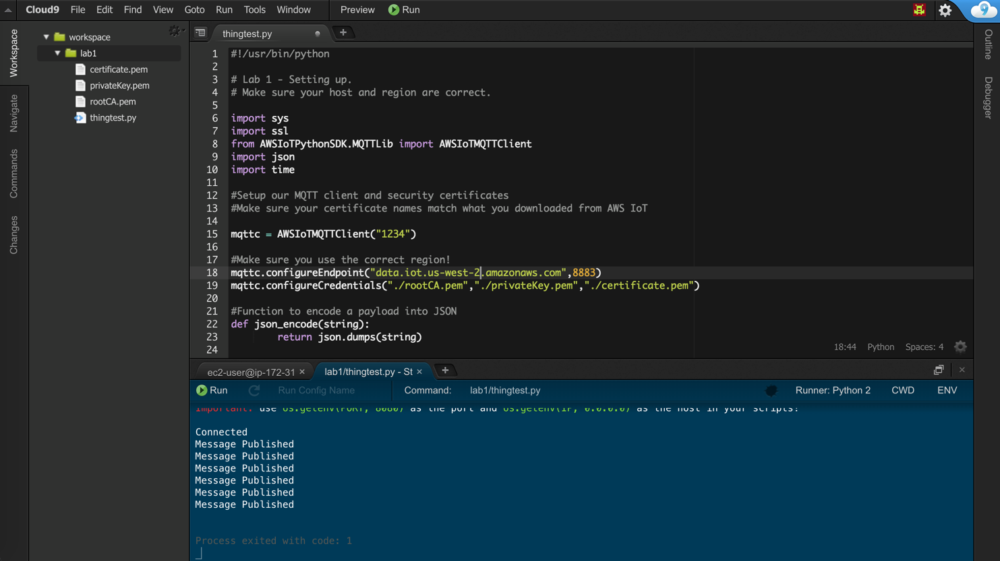 Cloud9 File Edit Find View Goto Run Tools Window Preview Run
9
Workspace
Navigate
Commands
Changes
workspace
lab1
certificate.pem
privateKey.pem
rootCA.pem
thingtest.py
thingtest.py
1 #!/usr/bin/python
2
3 # Lab 1 - Setting up.
4 # Make sure your host and region are correct.
5
6 import sys
7 import ssl
8 from AWSIoTPythonSDK.MQTTLib import AWSIoTMQTTClient
9 import json
10 import time
11
12 #Setup our MQTT client and security certificates
13 #Make sure your certificate names match what you downloaded from AWS IoT
14
15 mqttc = AWSIoTMQTTClient("1234")
16
17 #Make sure you use the correct region!
18 mqttc.configureEndpoint("data.iot.us-west-2.amazonaws.com",8883)
19 mqttc.configureCredentials("./rootCA.pem","./privateKey.pem","./certificate.pem")
20
21 #Function to encode a payload into JSON
22 def json_encode(string):
23 return json.dumps(string)
24
18:44 Python Spaces: 4
Outline
Debugger
ec2-user@ip-172-31 × lab1/thingtest.py - St ×
Run Run Config Name Command: lab1/thingtest.py Runner: Python 2 CWD ENV
Important: use os.getenv(PORT, 8080) as the port and os.getenv(IP, 0.0.0.0) as the host in your scripts!
Connected
Message Published
Message Published
Message Published
Message Published
Message Published
Message Published
Process exited with code: 1